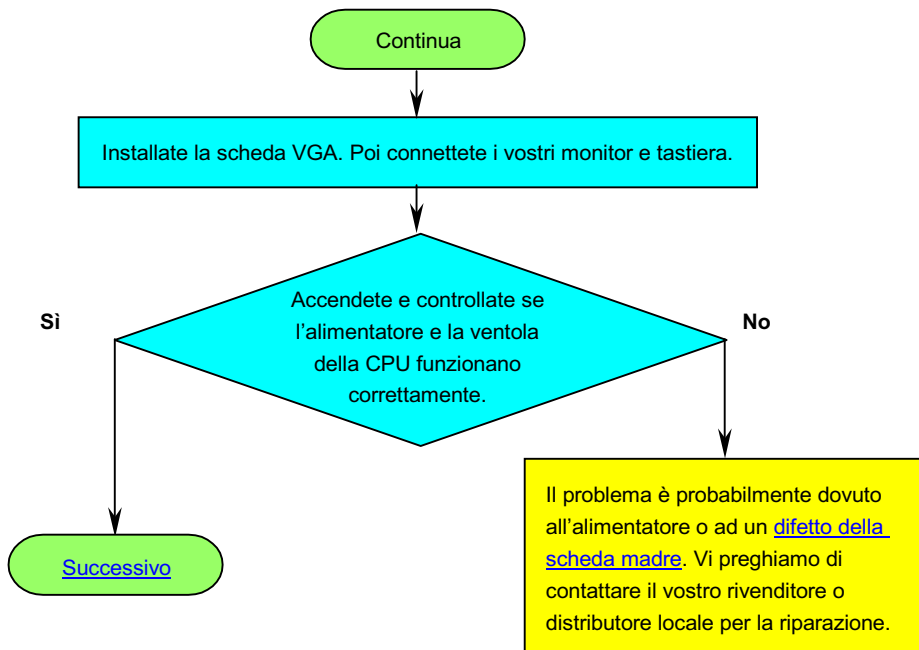 Continua
Installate la scheda VGA. Poi connettete i vostri monitor e tastiera.
Accendete e controllate se
l’alimentatore e la ventola
della CPU funzionano
correttamente.
Sì
No
Il problema è probabilmente dovuto
all’alimentatore o ad un difetto della
scheda madre. Vi preghiamo di
contattare il vostro rivenditore o
distributore locale per la riparazione.
Successivo